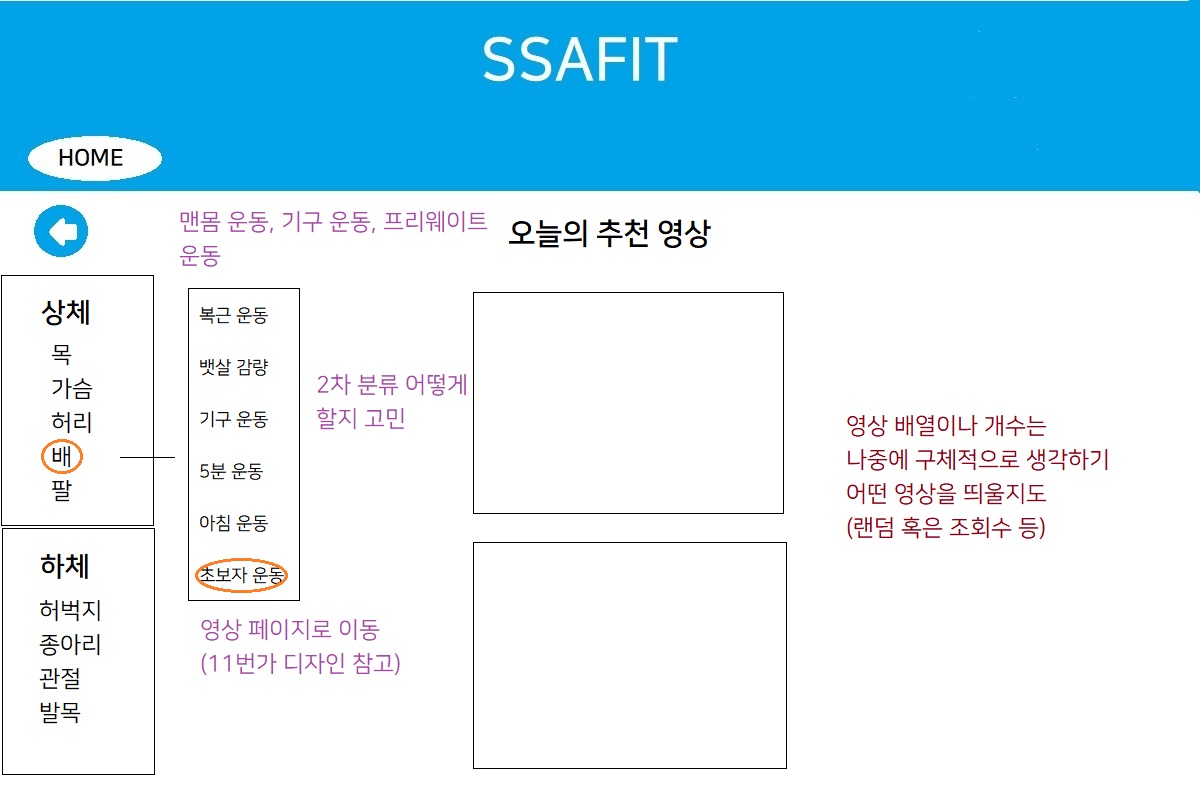 SSAFIT
HOME
맨몸 운동, 기구 운동, 프리웨이트
운동
오늘의 추천 영상
상체
목
가슴
허리
배
팔
하체
허벅지
종아리
관절
발목
복근 운동
뱃살 감량
기구 운동
5분 운동
아침 운동
초보자 운동
2차 분류 어떻게
할지 고민
영상 페이지로 이동
(11번가 디자인 참고)
영상 배열이나 개수는
나중에 구체적으로 생각하기
어떤 영상을 띄울지도
(랜덤 혹은 조회수 등)